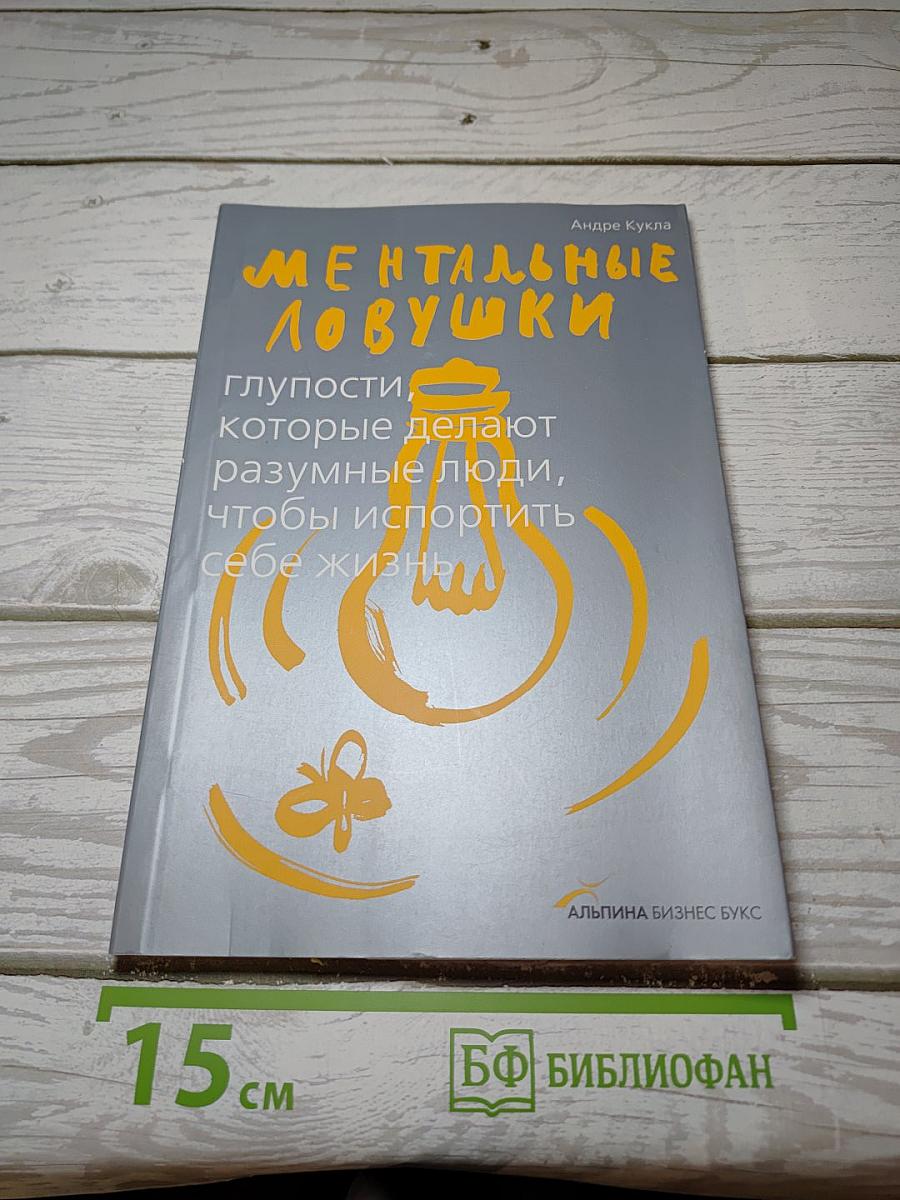 Андре Кукла
МЕНТАЛЬНЫЕ
ЛОВУШКИ
глупости,
которые делают
разумные люди,
чтобы испортить
себе жизнь
АЛЬПИНА БИЗНЕС БУКС
15 см
БФ БИБЛИОФАН